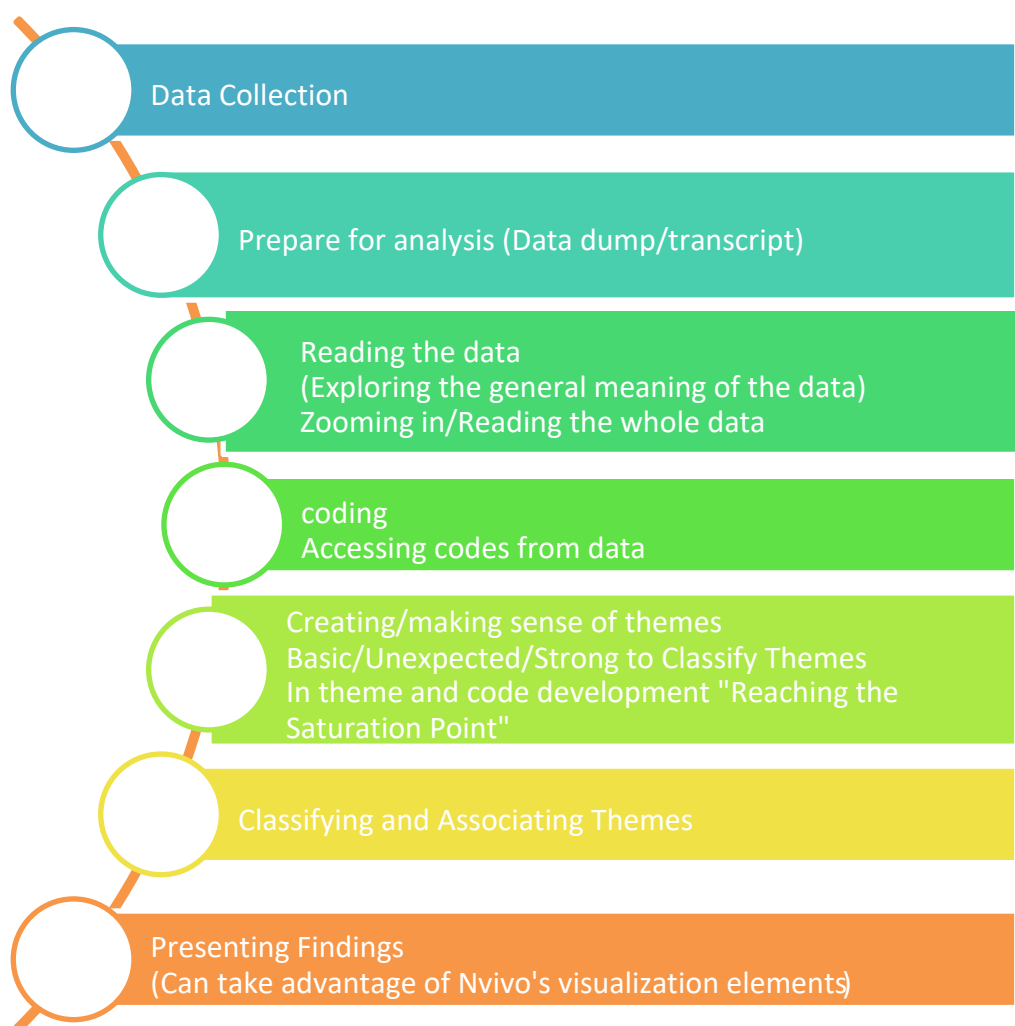 Data Collection
Prepare for analysis (Data dump/transcript)
Reading the data
(Exploring the general meaning of the data)
Zooming in/Reading the whole data
coding
Accessing codes from data
Creating/making sense of themes
Basic/Unexpected/Strong to Classify Themes
In theme and code development "Reaching the
Saturation Point"
Classifying and Associating Themes
Presenting Findings
(Can take advantage of Nvivo's visualization elements)